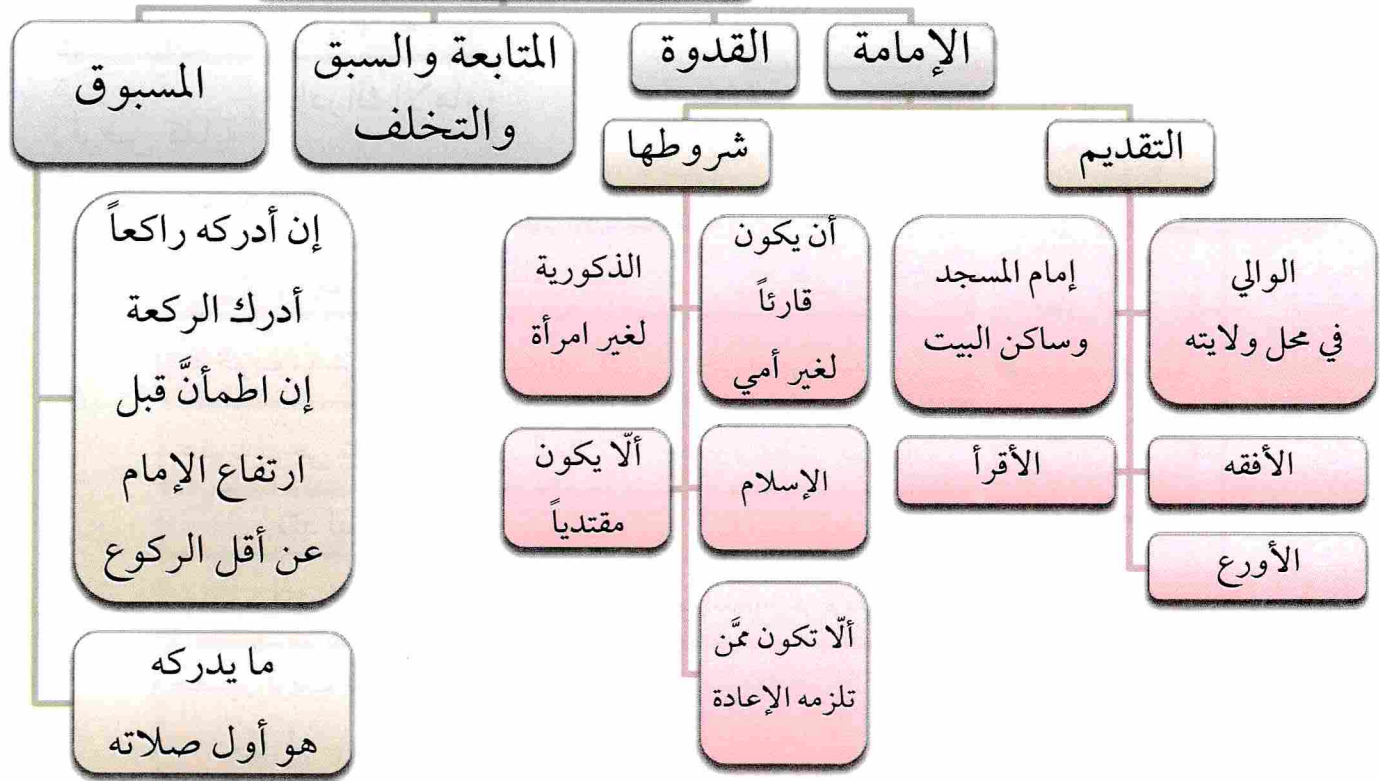 الإمامة
القدوة
المتابعة والسبق
والتخلف
المسبوق
التقديم
شروطها
الوالي
في محل ولايته
إمام المسجد
وساكن البيت
الأفقه
الأقرأ
الأورع
أن يكون
قارئاً
لغير أمي
الذكورية
لغير امرأة
الإسلام
ألّا يكون
مقتدياً
ألّا تكون ممَّن
تلزمه الإعادة
إن أدركه راكعاً
أدرك الركعة
إن اطمأنَّ قبل
ارتفاع الإمام
عن أقل الركوع
ما يدركه
هو أول صلاته